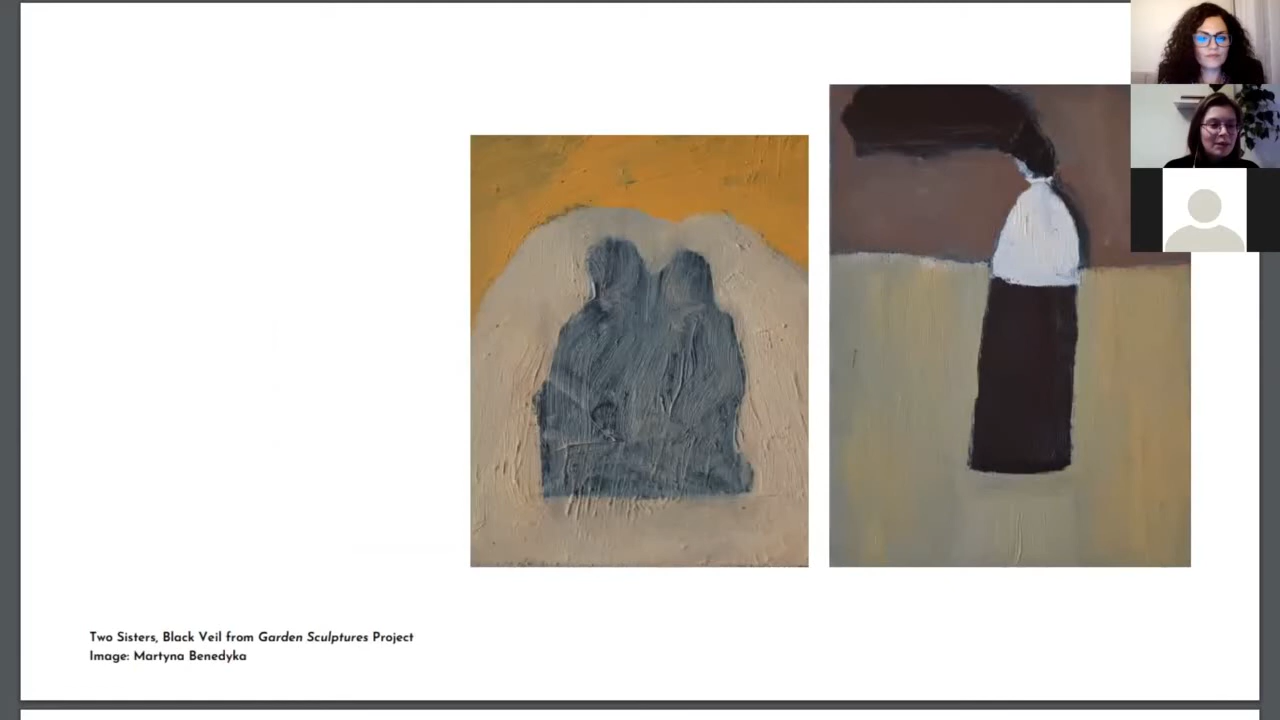 Two Sisters, Black Veil from Garden Sculptures Project
Image: Martyna Benedyka